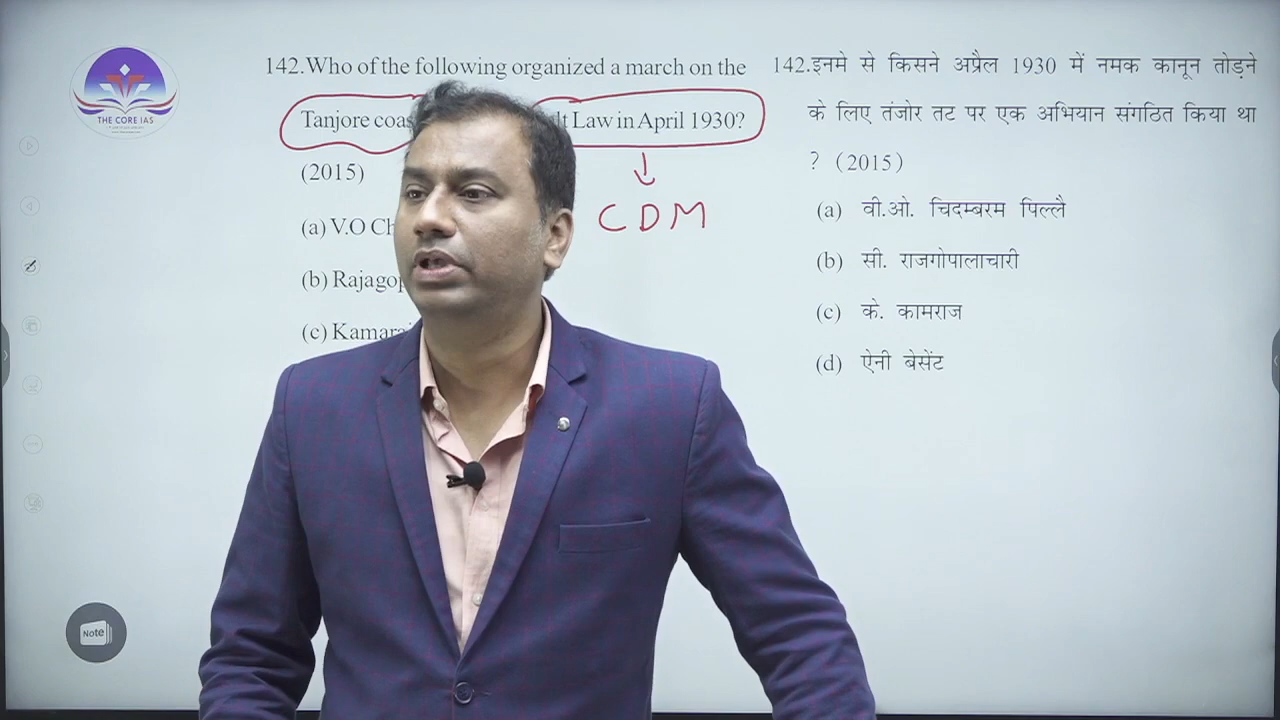 THE CORE IAS
142.Who of the following organized a march on the
Tanjore coas lt Law in April 1930?
(2015)
CDM
(a) V.O Ch
(b) Rajagop
(c) Kamaraj
142.इनमे से किसने अप्रैल 1930 में नमक कानून तोड़ने
के लिए तंजोर तट पर एक अभियान संगठित किया था
? (2015)
(a) वी.ओ. चिदम्बरम पिल्लै
(b) सी. राजगोपालाचारी
(c) के. कामराज
(d) ऐनी बेसेंट
Note